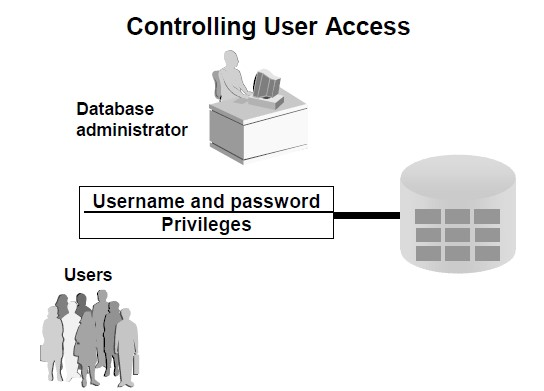 Controlling User Access
Database
administrator
Username and password
Privileges
Users